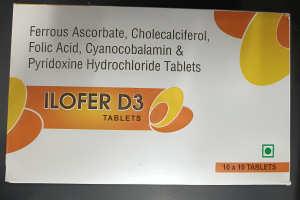 Ferrous Ascorbate, Cholecalciferol,
Folic Acid, Cyanocobalamin &
Pyridoxine Hydrochloride Tablets
ILOFER D3
TABLETS
10 x 10 TABLETS